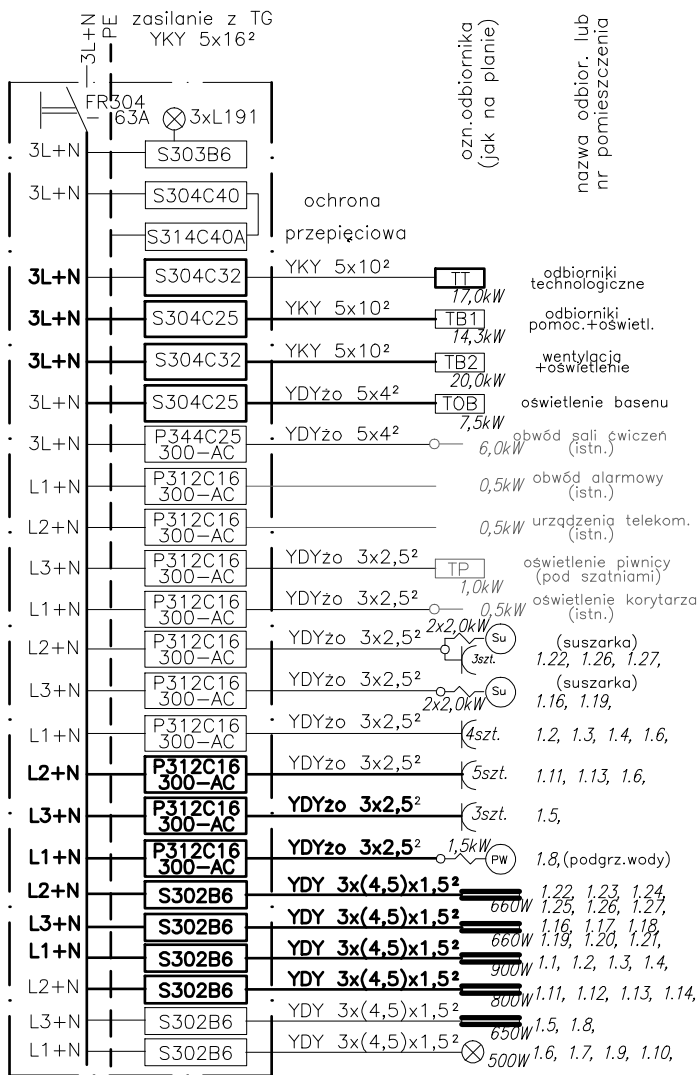 3L+N
PE
zasilanie z TG
YKY 5x16²
ozn.odbiornika
(jak na planie)
nazwa odbior. lub
nr pomieszczenia
FR304
63A
3xL191
3L+N S303B6
3L+N S304C40
ochrona
S314C40A przepięciowa
3L+N S304C32 YKY 5x10² TT odbiorniki
technologiczne
17,0kW
3L+N S304C25 YKY 5x10² TB1 odbiorniki
pomoc.+oświetl.
14,3kW
3L+N S304C32 YKY 5x10² TB2 wentylacja
+oświetlenie
20,0kW
3L+N S304C25 YDYżo 5x4² TOB oświetlenie basenu
7,5kW
3L+N P344C25 YDYżo 5x4² obwód sali ćwiczeń
300-AC 6,0kW (istn.)
L1+N P312C16 0,5kW obwód alarmowy
300-AC (istn.)
L2+N P312C16 0,5kW urządzenia telekom.
300-AC (istn.)
L3+N P312C16 YDYżo 3x2,5² TP oświetlenie piwnicy
300-AC (pod szatniami)
1,0kW
L1+N P312C16 YDYżo 3x2,5² 0,5kW oświetlenie korytarza
300-AC (istn.)
L2+N P312C16 YDYżo 3x2,5² 2x2,0kW Su (suszarka)
300-AC 3szt. 1.22, 1.26, 1.27,
L3+N P312C16 YDYżo 3x2,5² Su (suszarka)
300-AC 2x2,0kW 1.16, 1.19,
L1+N P312C16 YDYżo 3x2,5² 4szt. 1.2, 1.3, 1.4, 1.6,
300-AC
L2+N P312C16 YDYżo 3x2,5² 5szt. 1.11, 1.13, 1.6,
300-AC
L3+N P312C16 YDYżo 3x2,5² 3szt. 1.5,
300-AC
L1+N P312C16 YDYżo 3x2,5² 1,5kW PW 1.8,(podgrz.wody)
300-AC
L2+N S302B6 YDY 3x(4,5)x1,5² 1.22, 1.23, 1.24,
660W 1.25, 1.26, 1.27,
L3+N S302B6 YDY 3x(4,5)x1,5² 1.16, 1.17, 1.18,
660W 1.19, 1.20, 1.21,
L1+N S302B6 YDY 3x(4,5)x1,5² 900W 1.1, 1.2, 1.3, 1.4,
L2+N S302B6 YDY 3x(4,5)x1,5² 800W 1.11, 1.12, 1.13, 1.14,
L3+N S302B6 YDY 3x(4,5)x1,5² 650W 1.5, 1.8,
L1+N S302B6 YDY 3x(4,5)x1,5² 500W 1.6, 1.7, 1.9, 1.10,